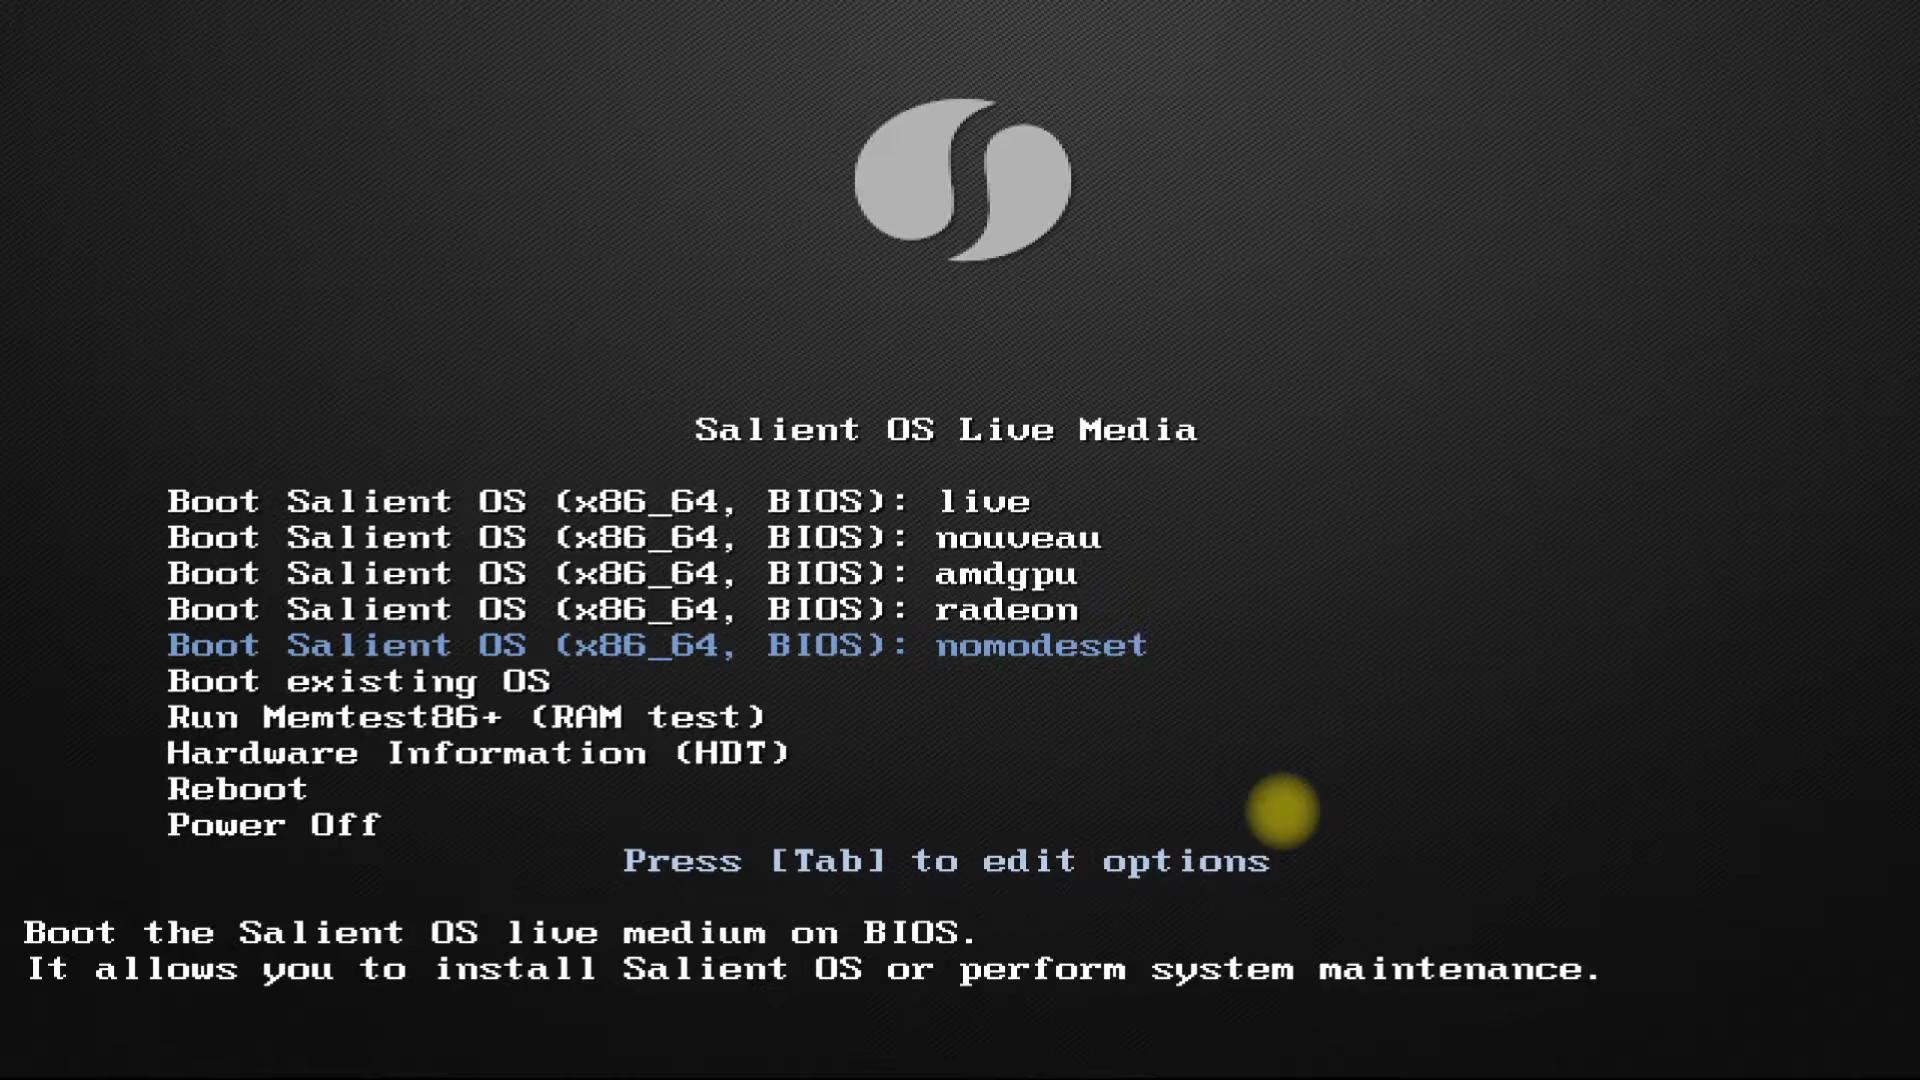 Salient OS Live Media
Boot Salient OS (x86_64, BIOS): live
Boot Salient OS (x86_64, BIOS): nouveau
Boot Salient OS (x86_64, BIOS): amdgpu
Boot Salient OS (x86_64, BIOS): radeon
Boot Salient OS (x86_64, BIOS): nomodeset
Boot existing OS
Run Memtest86+ (RAM test)
Hardware Information (HDT)
Reboot
Power Off
Press [Tab] to edit options
Boot the Salient OS live medium on BIOS.
It allows you to install Salient OS or perform system maintenance.